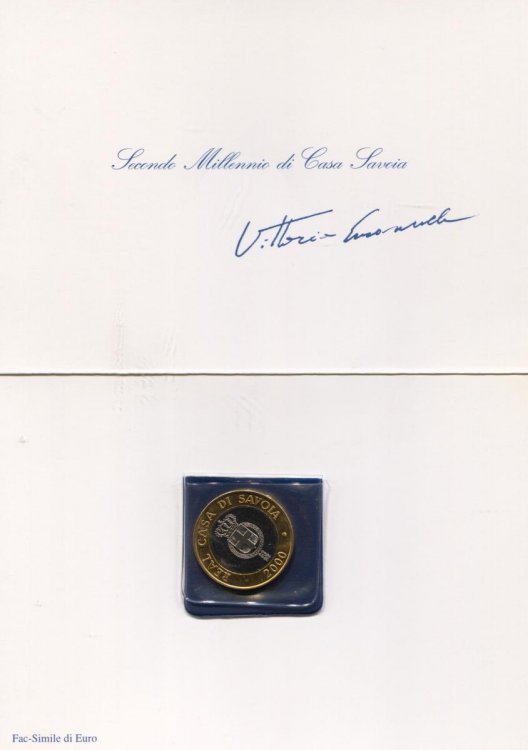 Secondo Millennio di Casa Savoia
Vittorio Emanuele
REAL CASA DI SAVOIA
2000
Fac-Simile di Euro